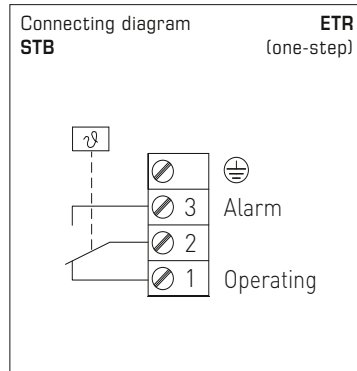 Connecting diagram ETR
STB (one-step)
ϑ
3 Alarm
2
1 Operating